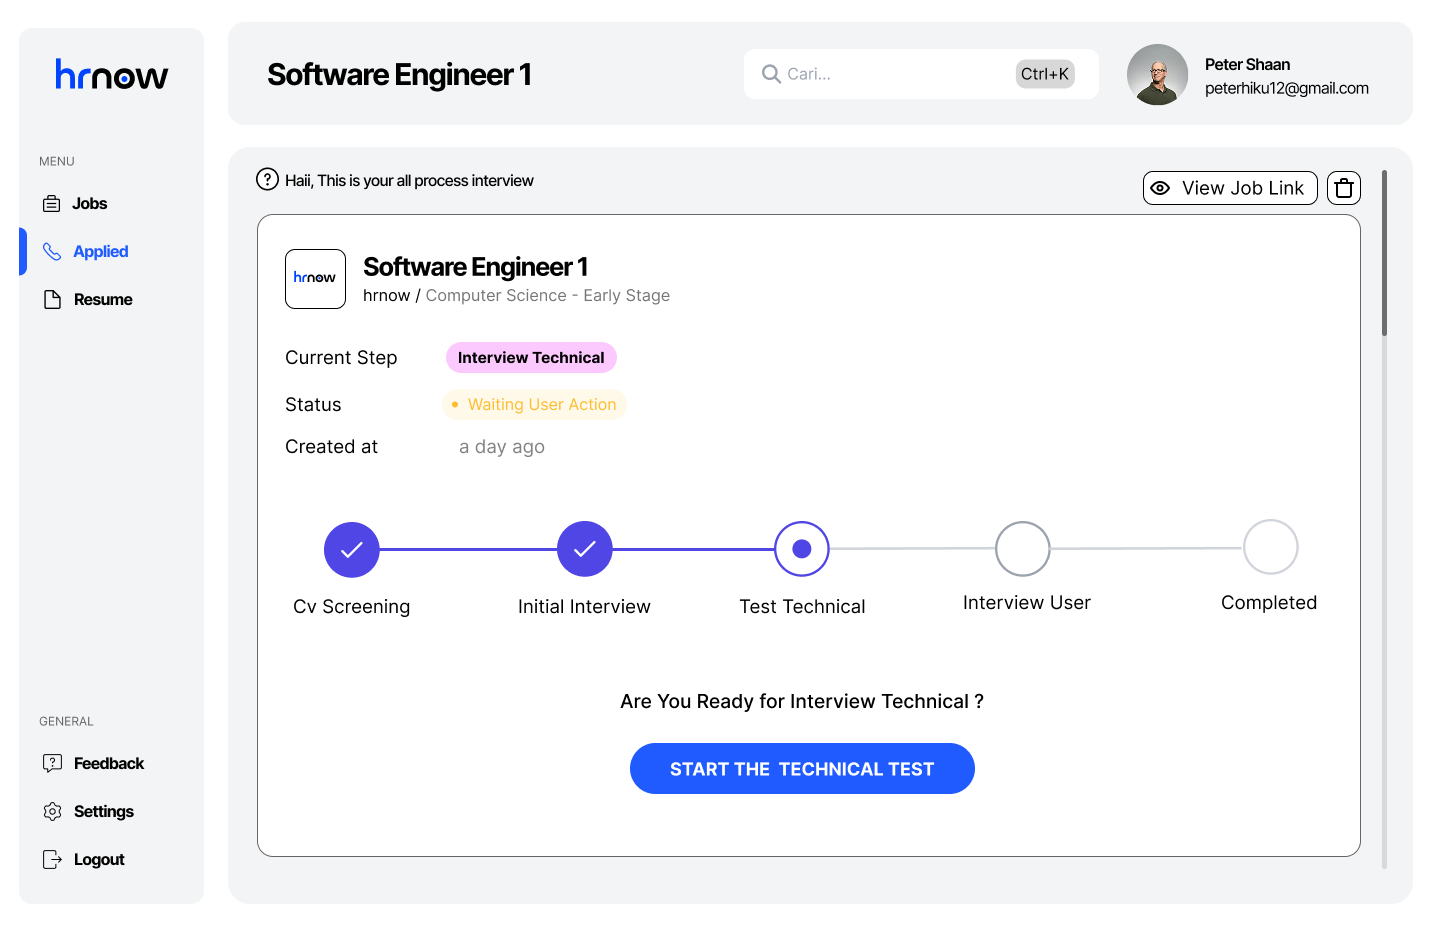 hrnow
MENU
Jobs
Applied
Resume
GENERAL
Feedback
Settings
Logout
Software Engineer 1
Cari...
Ctrl+K
Peter Shaan
peterhiku12@gmail.com
Haii, This is your all process interview
View Job Link
hrnow
Software Engineer 1
hrnow / Computer Science - Early Stage
Current Step Interview Technical
Status Waiting User Action
Created at a day ago
Cv Screening
Initial Interview
Test Technical
Interview User
Completed
Are You Ready for Interview Technical ?
START THE TECHNICAL TEST